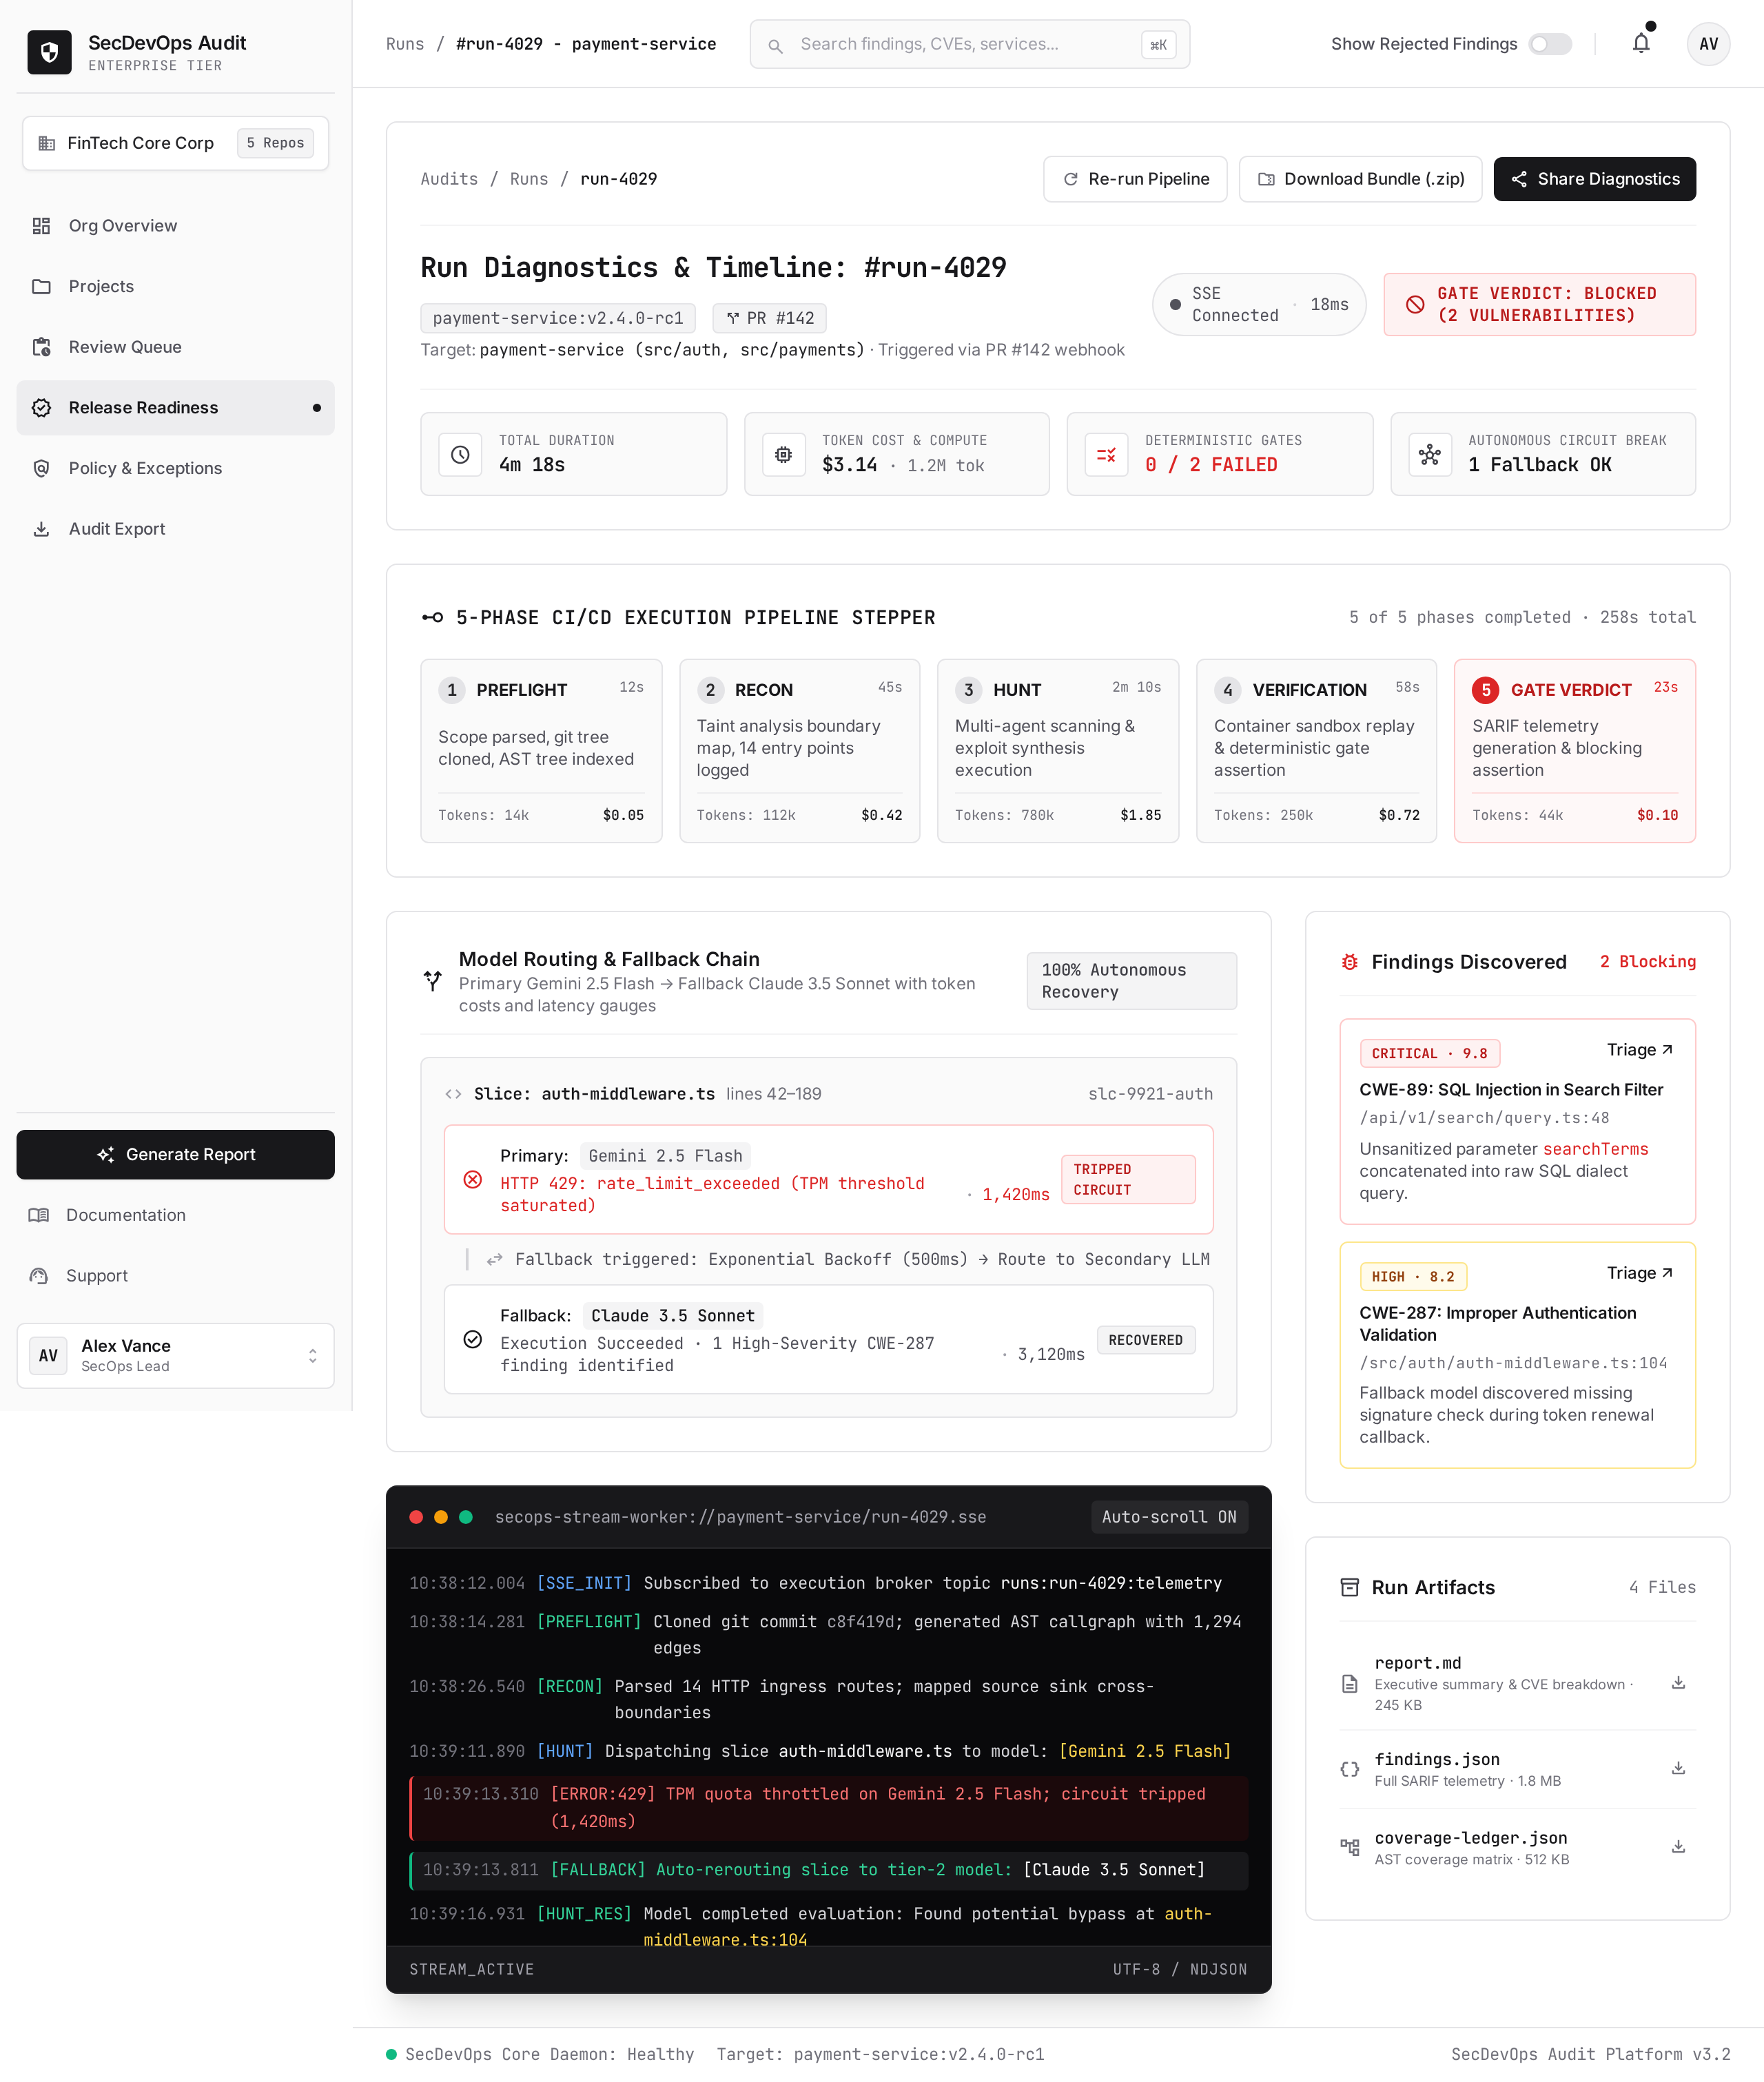 SecDevOps Audit
ENTERPRISE TIER
FinTech Core Corp
5 Repos
Org Overview
Projects
Review Queue
Release Readiness
Policy & Exceptions
Audit Export
Generate Report
Documentation
Support
AV
Alex Vance
SecOps Lead
Runs / #run-4029 - payment-service
Search findings, CVEs, services...
⌘K
Show Rejected Findings
AV
Audits / Runs / run-4029
Re-run Pipeline
Download Bundle (.zip)
Share Diagnostics
Run Diagnostics & Timeline: #run-4029
payment-service:v2.4.0-rc1
PR #142
Target: payment-service (src/auth, src/payments) · Triggered via PR #142 webhook
SSE
Connected
· 18ms
GATE VERDICT: BLOCKED
(2 VULNERABILITIES)
TOTAL DURATION
4m 18s
TOKEN COST & COMPUTE
$3.14 · 1.2M tok
DETERMINISTIC GATES
0 / 2 FAILED
AUTONOMOUS CIRCUIT BREAK
1 Fallback OK
5-PHASE CI/CD EXECUTION PIPELINE STEPPER
5 of 5 phases completed · 258s total
1 PREFLIGHT 12s
Scope parsed, git tree
cloned, AST tree indexed
Tokens: 14k $0.05
2 RECON 45s
Taint analysis boundary
map, 14 entry points
logged
Tokens: 112k $0.42
3 HUNT 2m 10s
Multi-agent scanning &
exploit synthesis
execution
Tokens: 780k $1.85
4 VERIFICATION 58s
Container sandbox replay
& deterministic gate
assertion
Tokens: 250k $0.72
5 GATE VERDICT 23s
SARIF telemetry
generation & blocking
assertion
Tokens: 44k $0.10
Model Routing & Fallback Chain
Primary Gemini 2.5 Flash → Fallback Claude 3.5 Sonnet with token
costs and latency gauges
100% Autonomous
Recovery
Slice: auth-middleware.ts lines 42–189
slc-9921-auth
Primary: Gemini 2.5 Flash
HTTP 429: rate_limit_exceeded (TPM threshold
saturated)
· 1,420ms
TRIPPED
CIRCUIT
Fallback triggered: Exponential Backoff (500ms) → Route to Secondary LLM
Fallback: Claude 3.5 Sonnet
Execution Succeeded · 1 High-Severity CWE-287
finding identified
· 3,120ms
RECOVERED
secops-stream-worker://payment-service/run-4029.sse
Auto-scroll ON
10:38:12.004 [SSE_INIT] Subscribed to execution broker topic runs:run-4029:telemetry
10:38:14.281 [PREFLIGHT] Cloned git commit c8f419d; generated AST callgraph with 1,294
edges
10:38:26.540 [RECON] Parsed 14 HTTP ingress routes; mapped source sink cross-
boundaries
10:39:11.890 [HUNT] Dispatching slice auth-middleware.ts to model: [Gemini 2.5 Flash]
10:39:13.310 [ERROR:429] TPM quota throttled on Gemini 2.5 Flash; circuit tripped
(1,420ms)
10:39:13.811 [FALLBACK] Auto-rerouting slice to tier-2 model: [Claude 3.5 Sonnet]
10:39:16.931 [HUNT_RES] Model completed evaluation: Found potential bypass at auth-
middleware.ts:104
STREAM_ACTIVE
UTF-8 / NDJSON
Findings Discovered
2 Blocking
CRITICAL · 9.8
Triage
CWE-89: SQL Injection in Search Filter
/api/v1/search/query.ts:48
Unsanitized parameter searchTerms
concatenated into raw SQL dialect
query.
HIGH · 8.2
Triage
CWE-287: Improper Authentication
Validation
/src/auth/auth-middleware.ts:104
Fallback model discovered missing
signature check during token renewal
callback.
Run Artifacts
4 Files
report.md
Executive summary & CVE breakdown ·
245 KB
findings.json
Full SARIF telemetry · 1.8 MB
coverage-ledger.json
AST coverage matrix · 512 KB
SecDevOps Core Daemon: Healthy
Target: payment-service:v2.4.0-rc1
SecDevOps Audit Platform v3.2